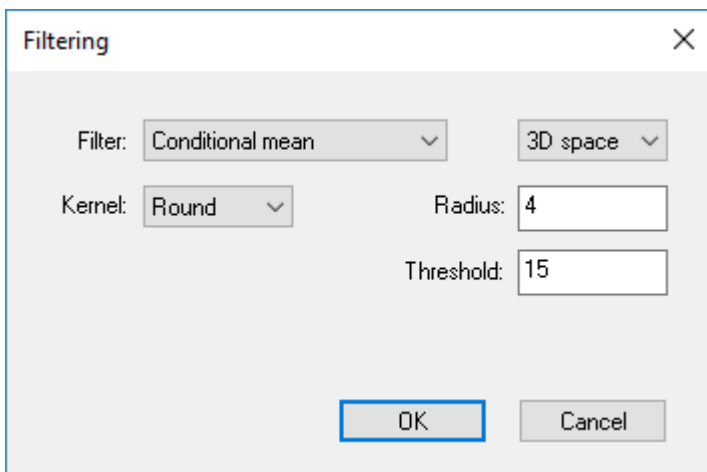 Filtering
Filter: Conditional mean 3D space
Kernel: Round Radius: 4
Threshold: 15
OK Cancel